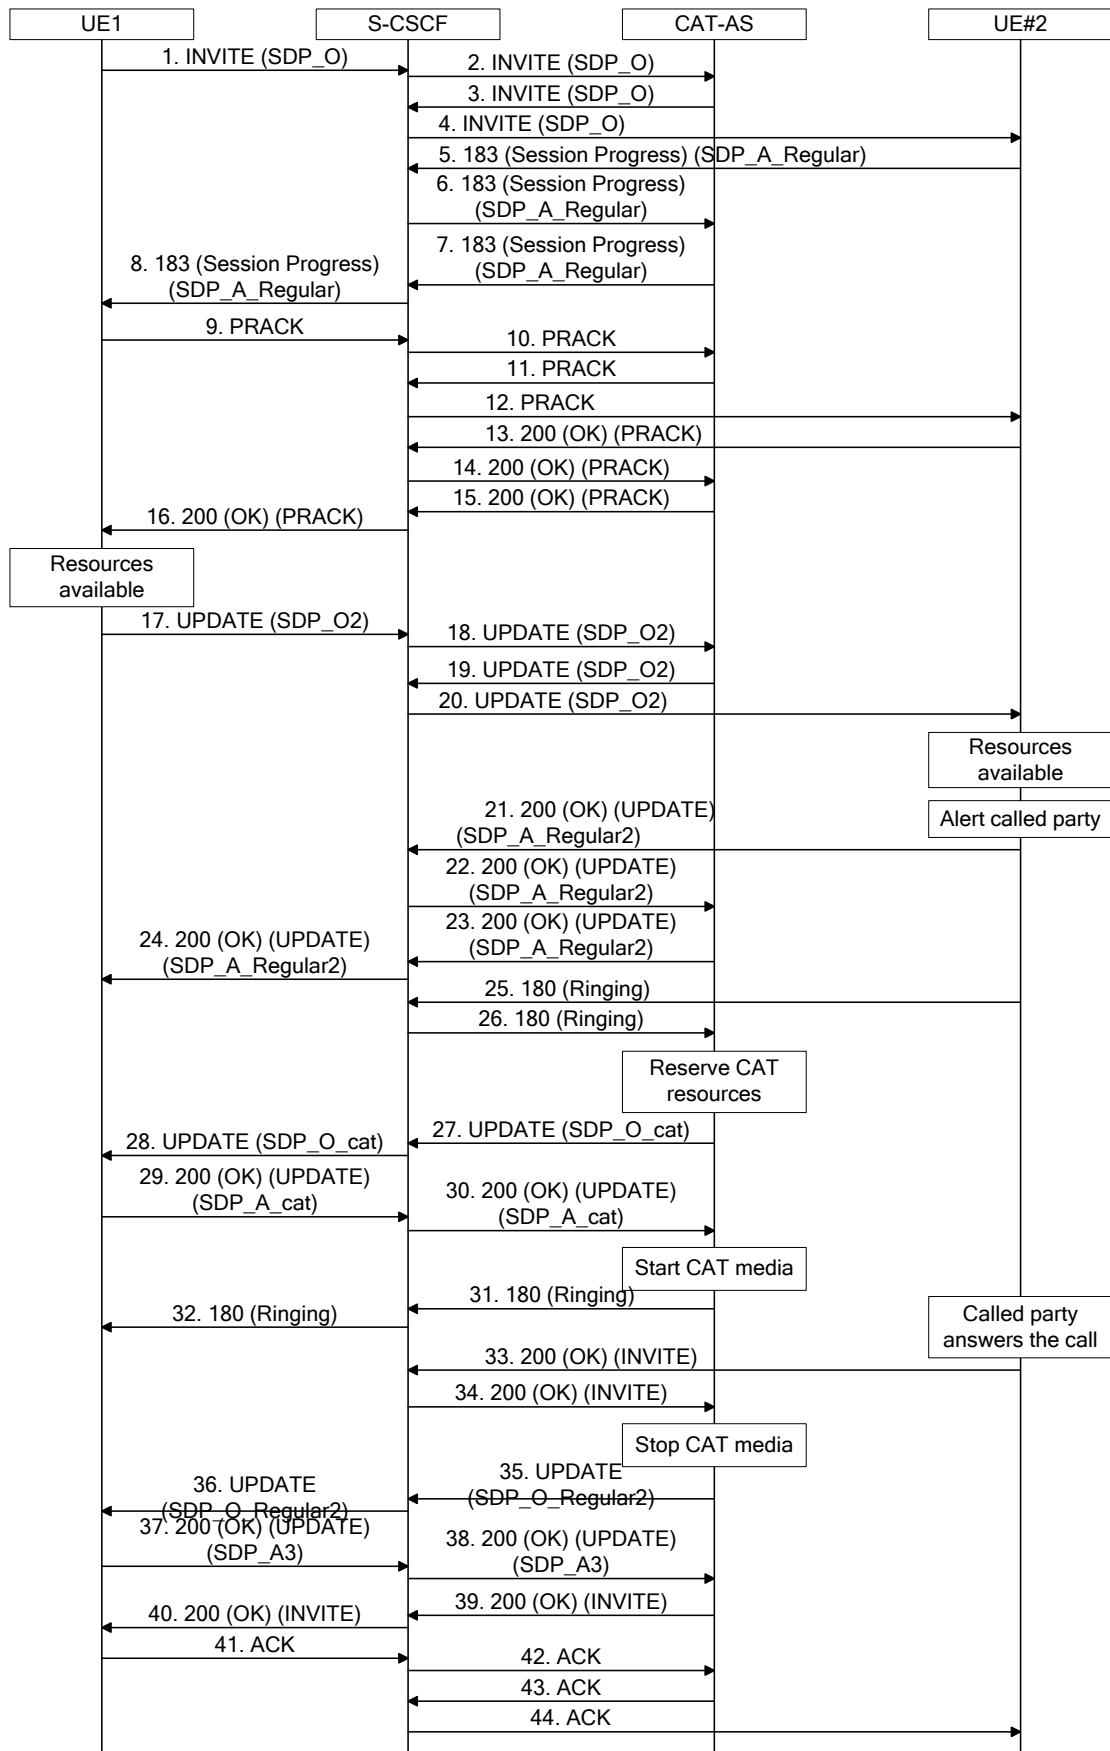 UE1
S-CSCF
CAT-AS
UE#2
1. INVITE (SDP_O)
2. INVITE (SDP_O)
3. INVITE (SDP_O)
4. INVITE (SDP_O)
5. 183 (Session Progress) (SDP_A_Regular)
6. 183 (Session Progress)
(SDP_A_Regular)
7. 183 (Session Progress)
(SDP_A_Regular)
8. 183 (Session Progress)
(SDP_A_Regular)
9. PRACK
10. PRACK
11. PRACK
12. PRACK
13. 200 (OK) (PRACK)
14. 200 (OK) (PRACK)
15. 200 (OK) (PRACK)
16. 200 (OK) (PRACK)
Resources
available
17. UPDATE (SDP_O2)
18. UPDATE (SDP_O2)
19. UPDATE (SDP_O2)
20. UPDATE (SDP_O2)
Resources
available
Alert called party
21. 200 (OK) (UPDATE)
(SDP_A_Regular2)
22. 200 (OK) (UPDATE)
(SDP_A_Regular2)
23. 200 (OK) (UPDATE)
(SDP_A_Regular2)
24. 200 (OK) (UPDATE)
(SDP_A_Regular2)
25. 180 (Ringing)
26. 180 (Ringing)
Reserve CAT
resources
27. UPDATE (SDP_O_cat)
28. UPDATE (SDP_O_cat)
29. 200 (OK) (UPDATE)
(SDP_A_cat)
30. 200 (OK) (UPDATE)
(SDP_A_cat)
Start CAT media
31. 180 (Ringing)
32. 180 (Ringing)
Called party
answers the call
33. 200 (OK) (INVITE)
34. 200 (OK) (INVITE)
Stop CAT media
35. UPDATE
(SDP_O_Regular2)
36. UPDATE
(SDP_O_Regular2)
37. 200 (OK) (UPDATE)
(SDP_A3)
38. 200 (OK) (UPDATE)
(SDP_A3)
39. 200 (OK) (INVITE)
40. 200 (OK) (INVITE)
41. ACK
42. ACK
43. ACK
44. ACK